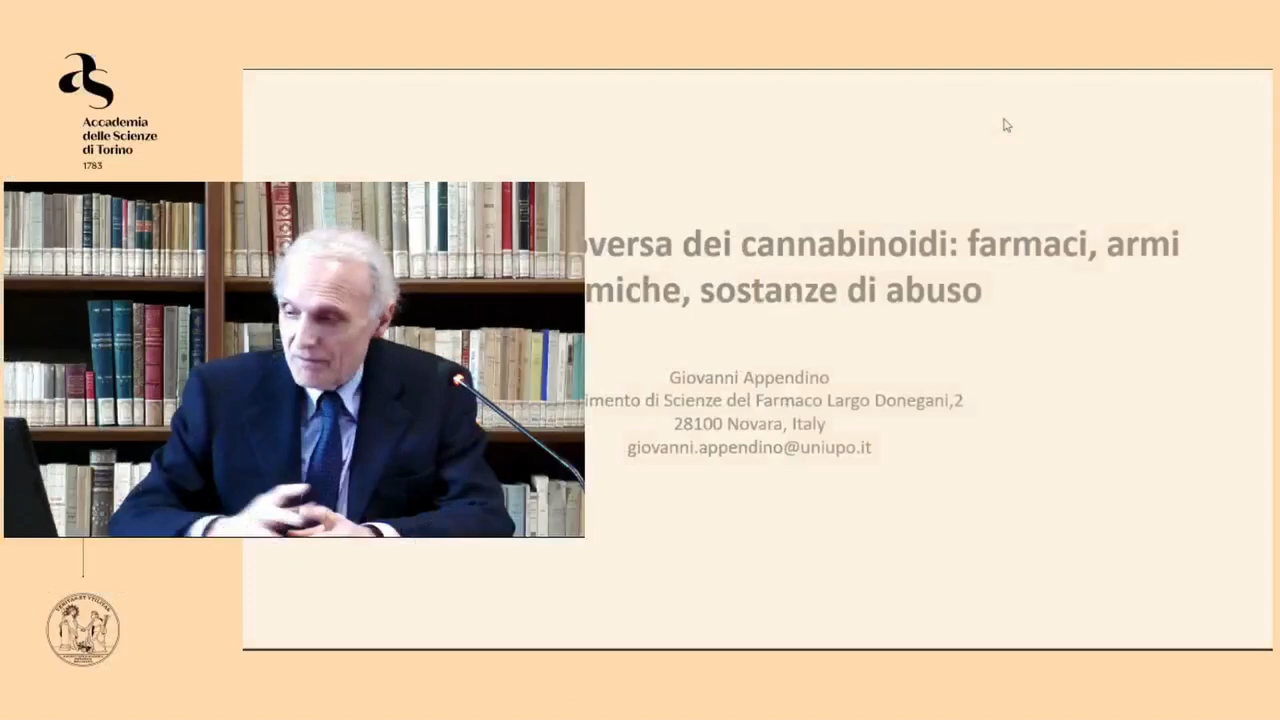 Accademia
delle Scienze
di Torino
1783
oversa dei cannabinoidi: farmaci, armi
miche, sostanze di abuso
Giovanni Appendino
imento di Scienze del Farmaco Largo Donegani,2
28100 Novara, Italy
giovanni.appendino@uniupo.it